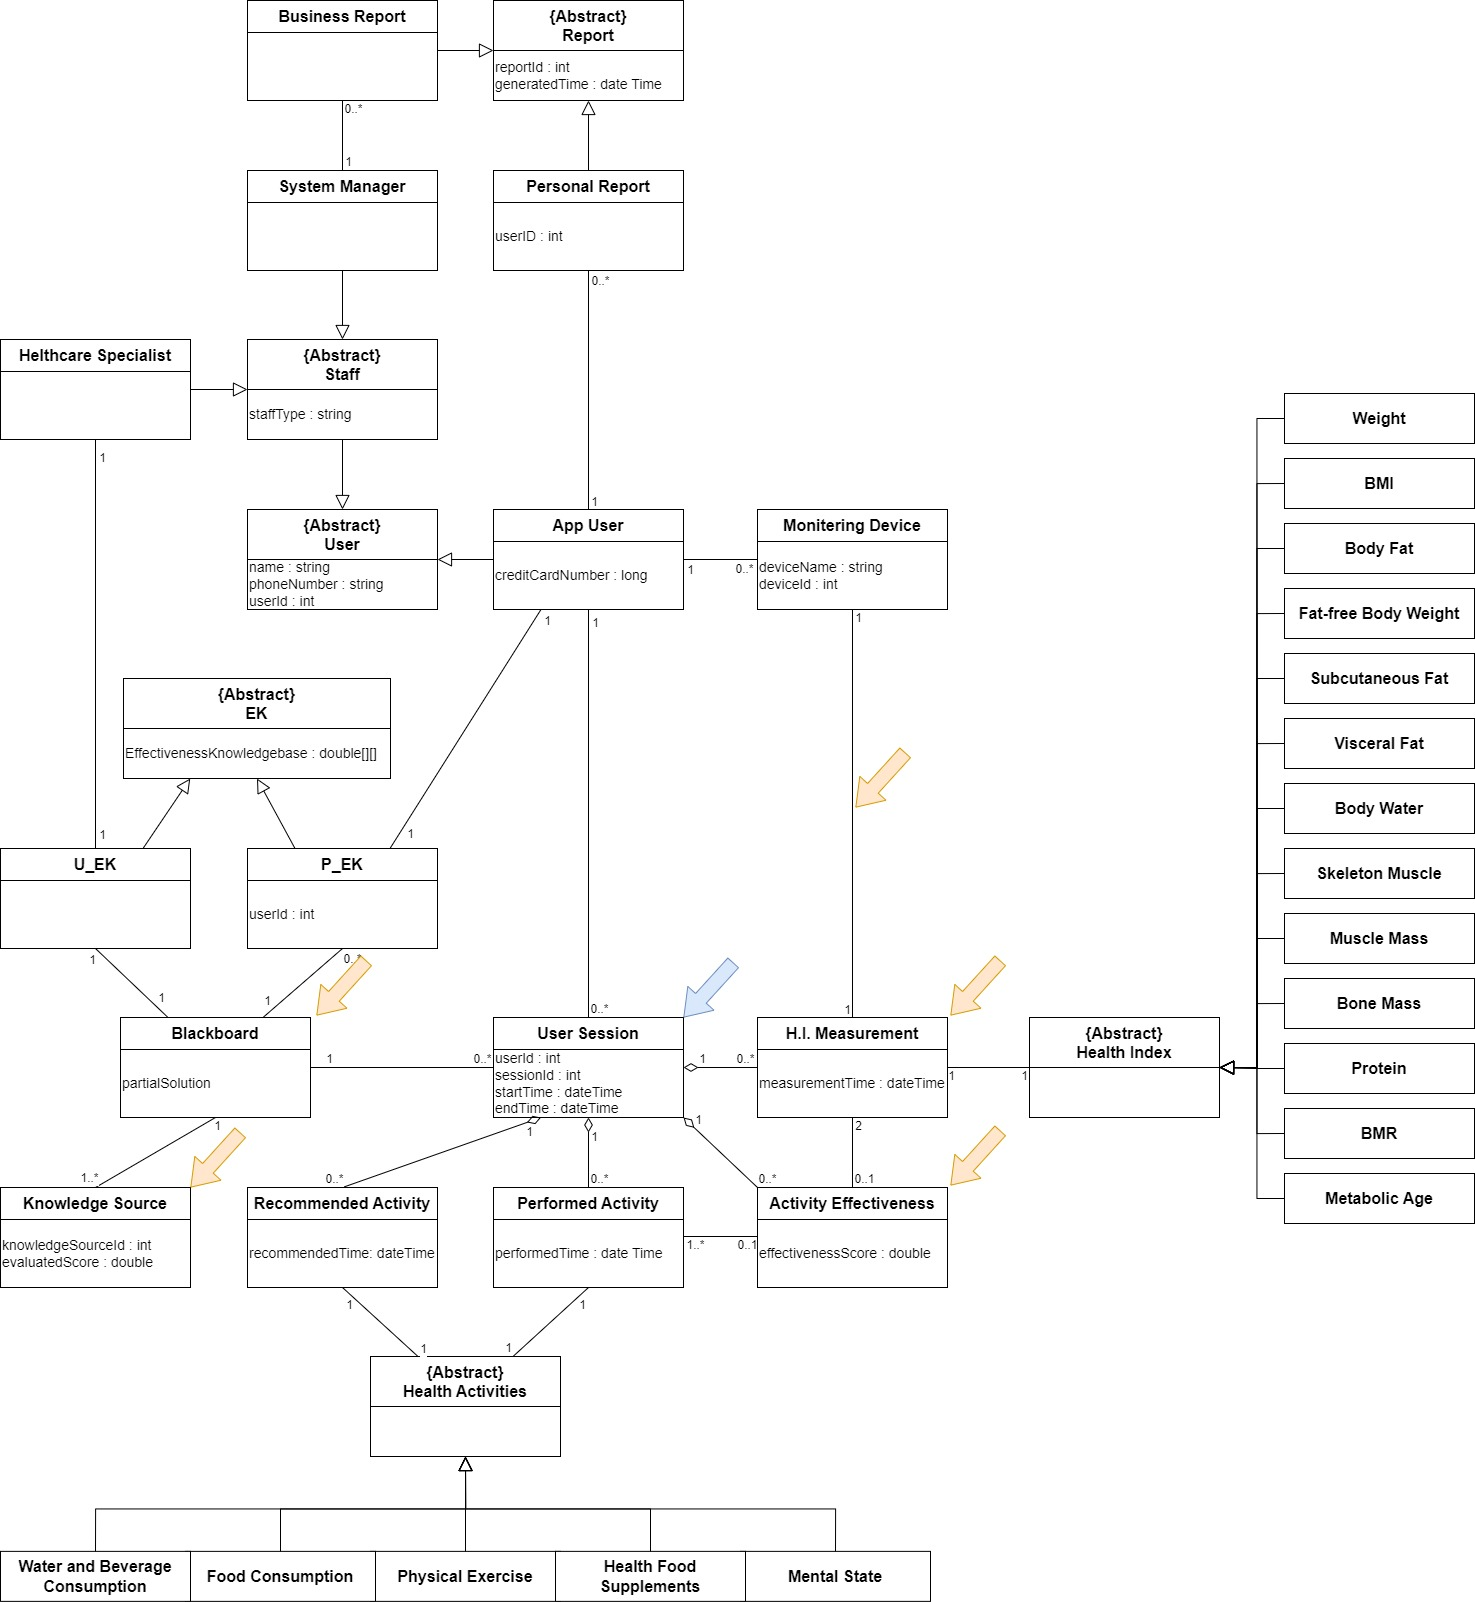 Business Report
{Abstract}
Report
reportId : int
generatedTime : date Time
0..*
1
System Manager
Personal Report
userID : int
0..*
Helthcare Specialist
{Abstract}
Staff
staffType : string
1
1
{Abstract}
User
name : string
phoneNumber : string
userId : int
App User
creditCardNumber : long
1
0..*
Monitering Device
deviceName : string
deviceId : int
1
1
1
{Abstract}
EK
EffectivenessKnowledgebase : double[][]
1
1
U_EK
P_EK
userId : int
1
0..*
1
1
0..*
1
Blackboard
partialSolution
1
0..*
User Session
userId : int
sessionId : int
startTime : dateTime
endTime : dateTime
1
0..*
H.I. Measurement
measurementTime : dateTime
1
1
{Abstract}
Health Index
1
1
1
1
2
1..*
0..*
0..*
0..*
0..1
Knowledge Source
knowledgeSourceId : int
evaluatedScore : double
Recommended Activity
recommendedTime: dateTime
Performed Activity
performedTime : date Time
1..*
0..1
Activity Effectiveness
effectivenessScore : double
1
1
1
1
{Abstract}
Health Activities
Water and Beverage
Consumption
Food Consumption
Physical Exercise
Health Food
Supplements
Mental State
Weight
BMI
Body Fat
Fat-free Body Weight
Subcutaneous Fat
Visceral Fat
Body Water
Skeleton Muscle
Muscle Mass
Bone Mass
Protein
BMR
Metabolic Age